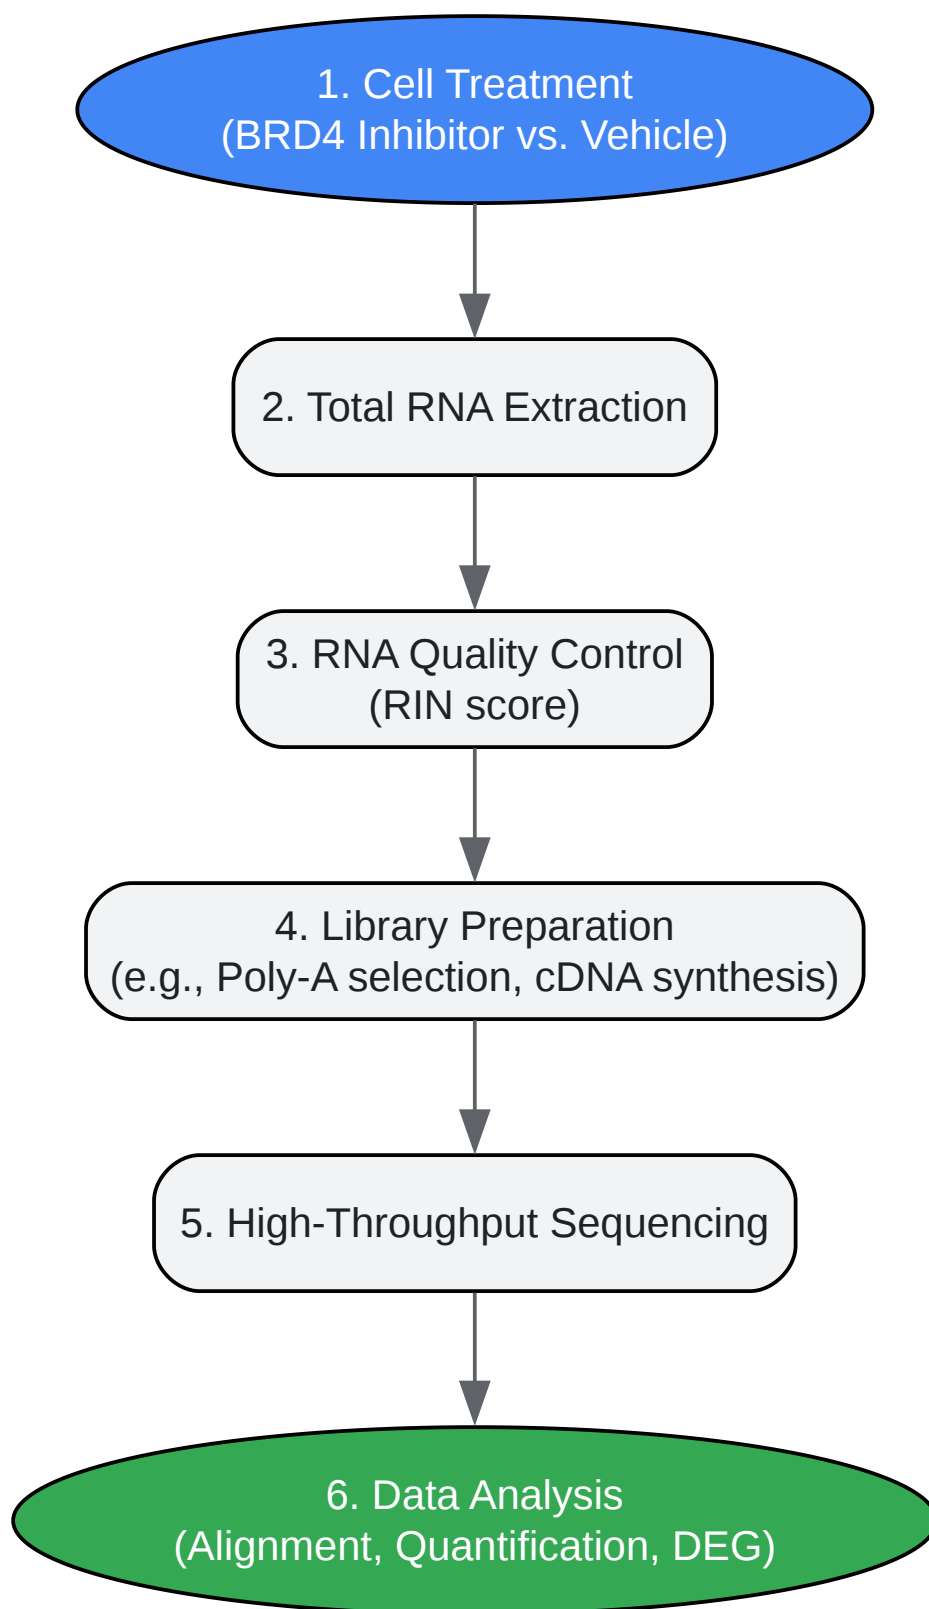 1. Cell Treatment
(BRD4 Inhibitor vs. Vehicle)
2. Total RNA Extraction
3. RNA Quality Control
(RIN score)
4. Library Preparation
(e.g., Poly-A selection, cDNA synthesis)
5. High-Throughput Sequencing
6. Data Analysis
(Alignment, Quantification, DEG)